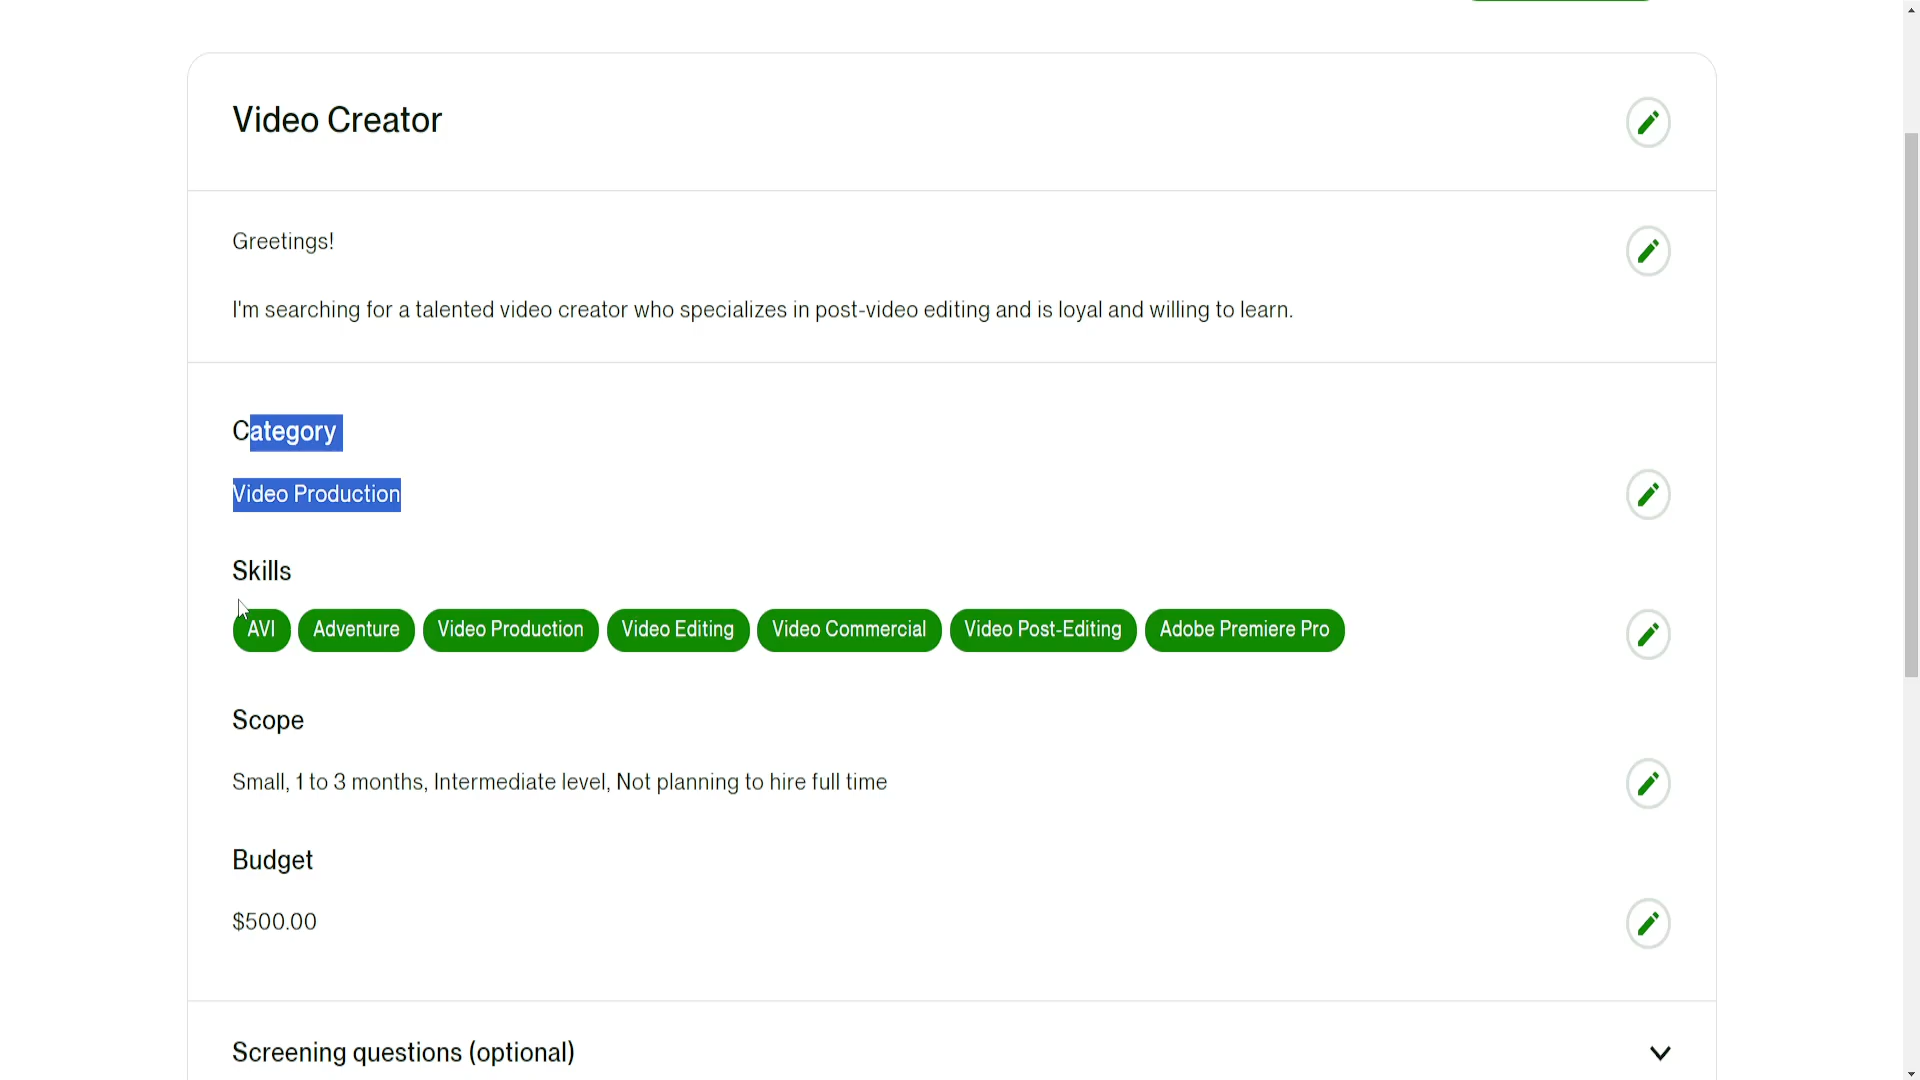 Video Creator
Greetings!
I'm searching for a talented video creator who specializes in post-video editing and is loyal and willing to learn.
Category
Video Production
Skills
AVI Adventure Video Production Video Editing Video Commercial Video Post-Editing Adobe Premiere Pro
Scope
Small, 1 to 3 months, Intermediate level, Not planning to hire full time
Budget
$500.00
Screening questions (optional)